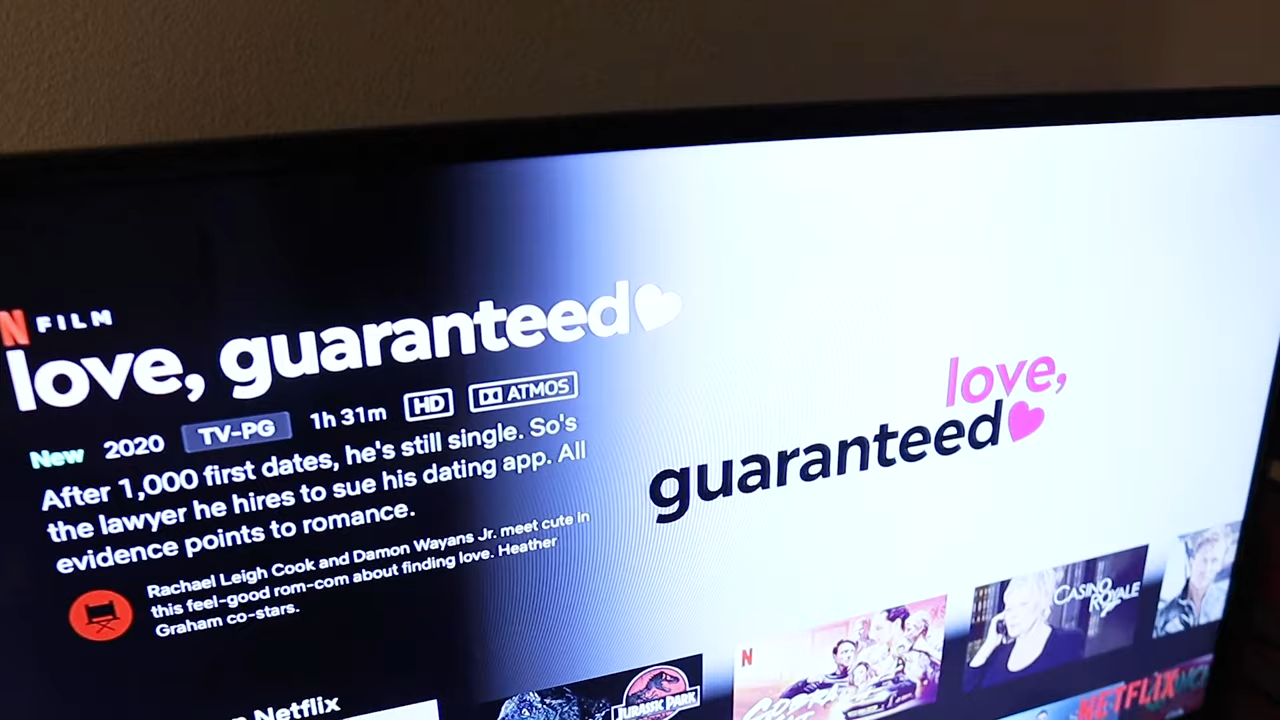 N FILM
love, guaranteed
New 2020 TV-PG 1h 31m HD ATMOS
After 1,000 first dates, he's still single. So's
the lawyer he hires to sue his dating app. All
evidence points to romance.
Rachael Leigh Cook and Damon Wayans Jr. meet cute in
this feel-good rom-com about finding love. Heather
Graham co-stars.
love,
guaranteed
Netflix
JURASSIC PARK
N
COBRA
CASINO
ROYALE
NETFLIX